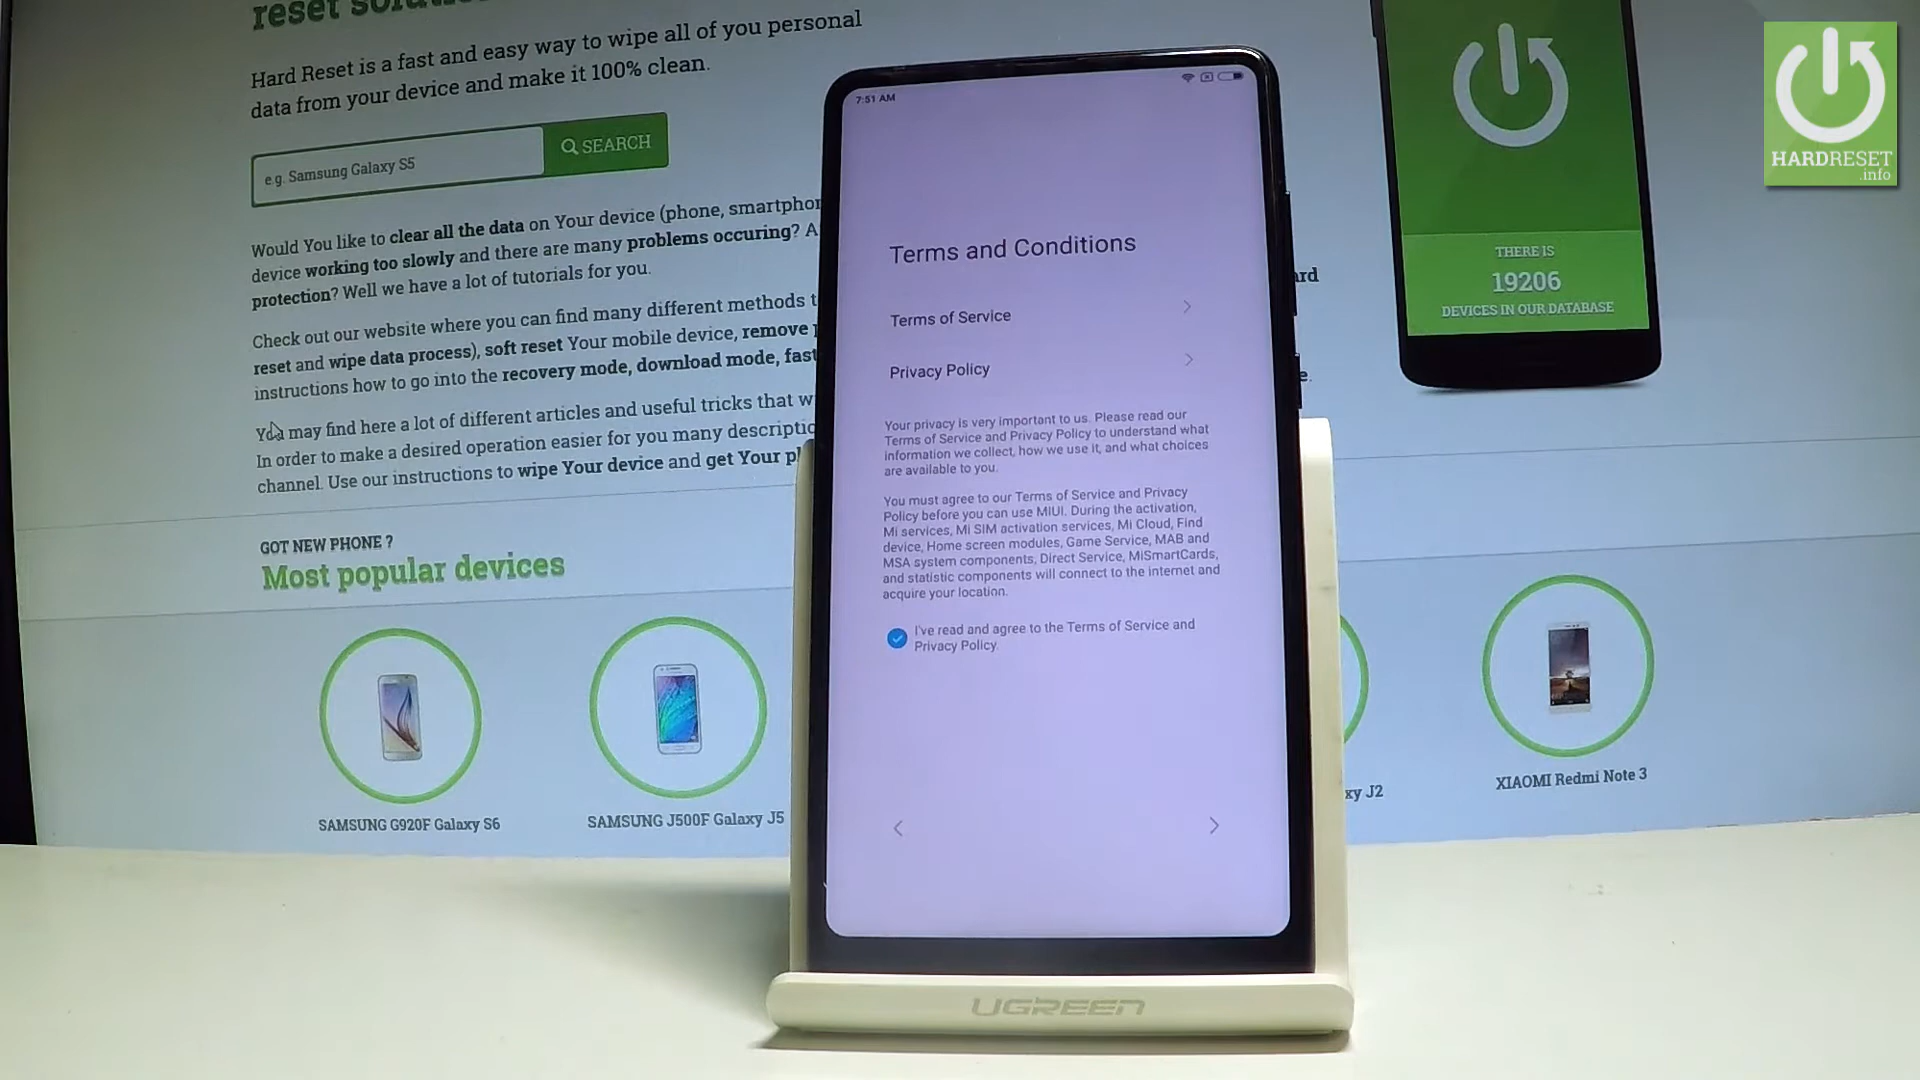 reset
Hard Reset is a fast and easy way to wipe all of you personal
data from your device and make it 100% clean.
e.g. Samsung Galaxy S5
SEARCH
Would You like to clear all the data on Your device (phone,
device working too slowly and there are many problems occuring?
protection? Well we have a lot of tutorials for you.
Check out our website where you can find many different methods
reset and wipe data process), soft reset Your mobile device, remove
instructions how to go into the recovery mode, download mode,
You may find here a lot of different articles and useful tricks that
In order to make a desired operation easier for you many
channel. Use our instructions to wipe Your device and get Your
GOT NEW PHONE ?
Most popular devices
SAMSUNG G920F Galaxy S6
SAMSUNG J500F Galaxy J5
J2
XIAOMI Redmi Note 3
7:51 AM
Terms and Conditions
Terms of Service
Privacy Policy
Your privacy is very important to us. Please read our
Terms of Service and Privacy Policy to understand what
information we collect, how we use it, and what choices
are available to you.
You must agree to our Terms of Service and Privacy
Policy before you can use MIUI. During the activation,
Mi services, Mi SIM activation services, Mi Cloud, Find
device, Home screen modules, Game Service, MAB and
MSA system components, Direct Service, MiSmartCards,
and statistic components will connect to the internet and
acquire your location.
I've read and agree to the Terms of Service and
Privacy Policy.
UGREEN
THERE IS
19206
DEVICES IN OUR DATABASE
HARDRESET
.info